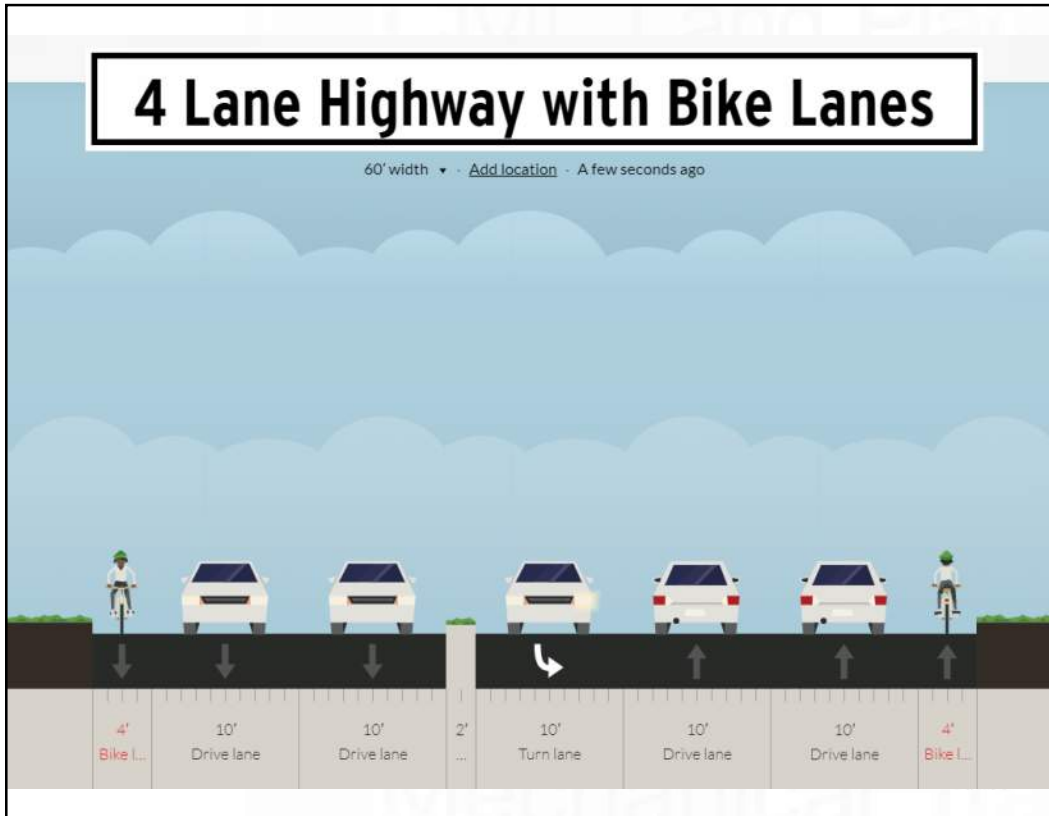 4 Lane Highway with Bike Lanes
60' width ▾ · Add location · A few seconds ago
4' 10' 10' 2' 10' 10' 10' 4'
Bike l... Drive lane Drive lane ... Turn lane Drive lane Drive lane Bike l...